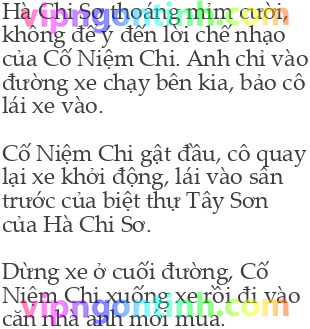 Hà Chi Sơ thoáng mỉm cười,
không để ý đến lời chế nhạo
của Cố Niệm Chi. Anh chỉ vào
đường xe chạy bên kia, bảo cô
lái xe vào.
Cố Niệm Chi gật đầu, cô quay
lại xe khởi động, lái vào sân
trước của biệt thự Tây Sơn
của Hà Chi Sơ.
Dừng xe ở cuối đường, Cố
Niệm Chi xuống xe rồi đi vào
căn nhà anh mới mua.
vipngontinh.com
vipngontinh.com